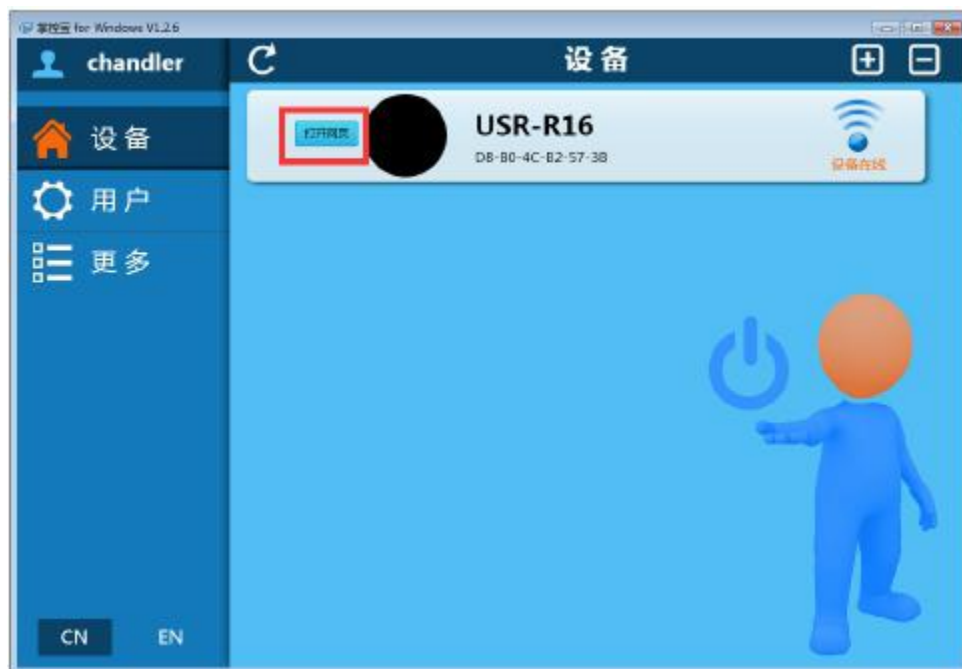 掌控宝 for Windows V1.2.6
chandler
设备
设备
用户
更多
打开网页
USR-R16
D8-B0-4C-B2-57-3B
设备在线
CN
EN